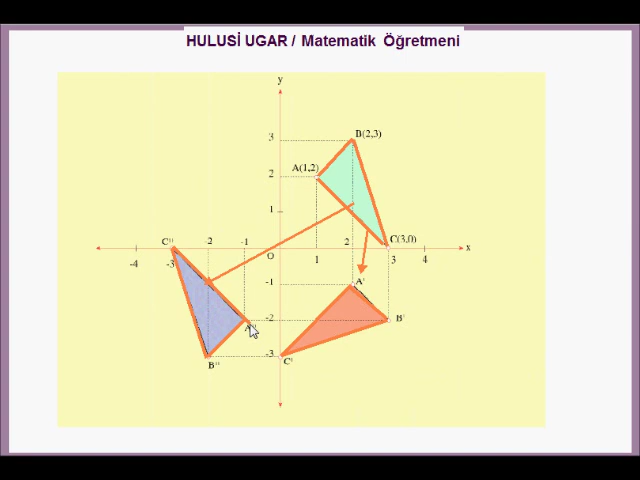 HULUSİ UGAR / Matematik Öğretmeni
y
3
B(2,3)
A(1,2)
2
1
C'' -2 -1 2 C(3,0)
O x
-4 -3 1 3 4
-1 A'
-2 B'
-3 C'
B''